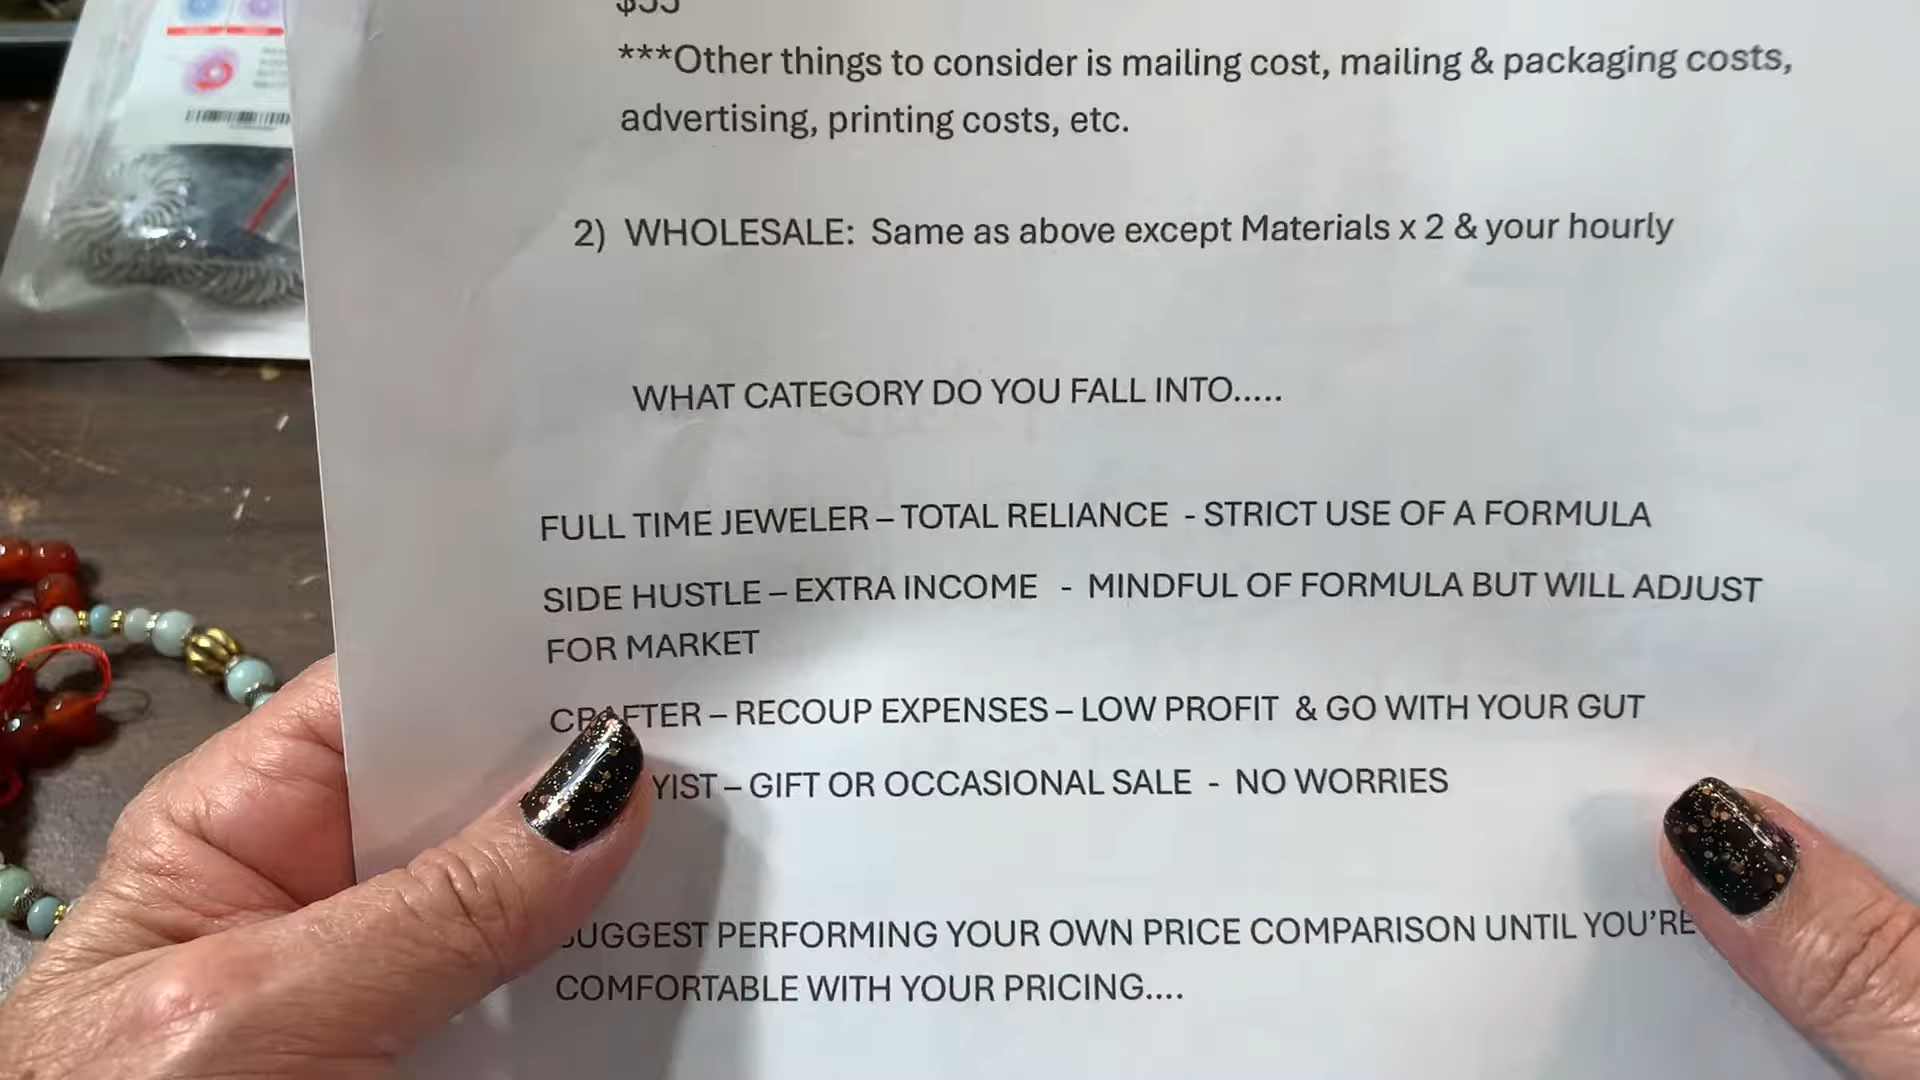 ***Other things to consider is mailing cost, mailing & packaging costs,
advertising, printing costs, etc.
2) WHOLESALE: Same as above except Materials x 2 & your hourly
WHAT CATEGORY DO YOU FALL INTO.....
FULL TIME JEWELER – TOTAL RELIANCE - STRICT USE OF A FORMULA
SIDE HUSTLE – EXTRA INCOME - MINDFUL OF FORMULA BUT WILL ADJUST
FOR MARKET
CRAFTER – RECOUP EXPENSES – LOW PROFIT & GO WITH YOUR GUT
YIST – GIFT OR OCCASIONAL SALE - NO WORRIES
SUGGEST PERFORMING YOUR OWN PRICE COMPARISON UNTIL YOU'RE
COMFORTABLE WITH YOUR PRICING....